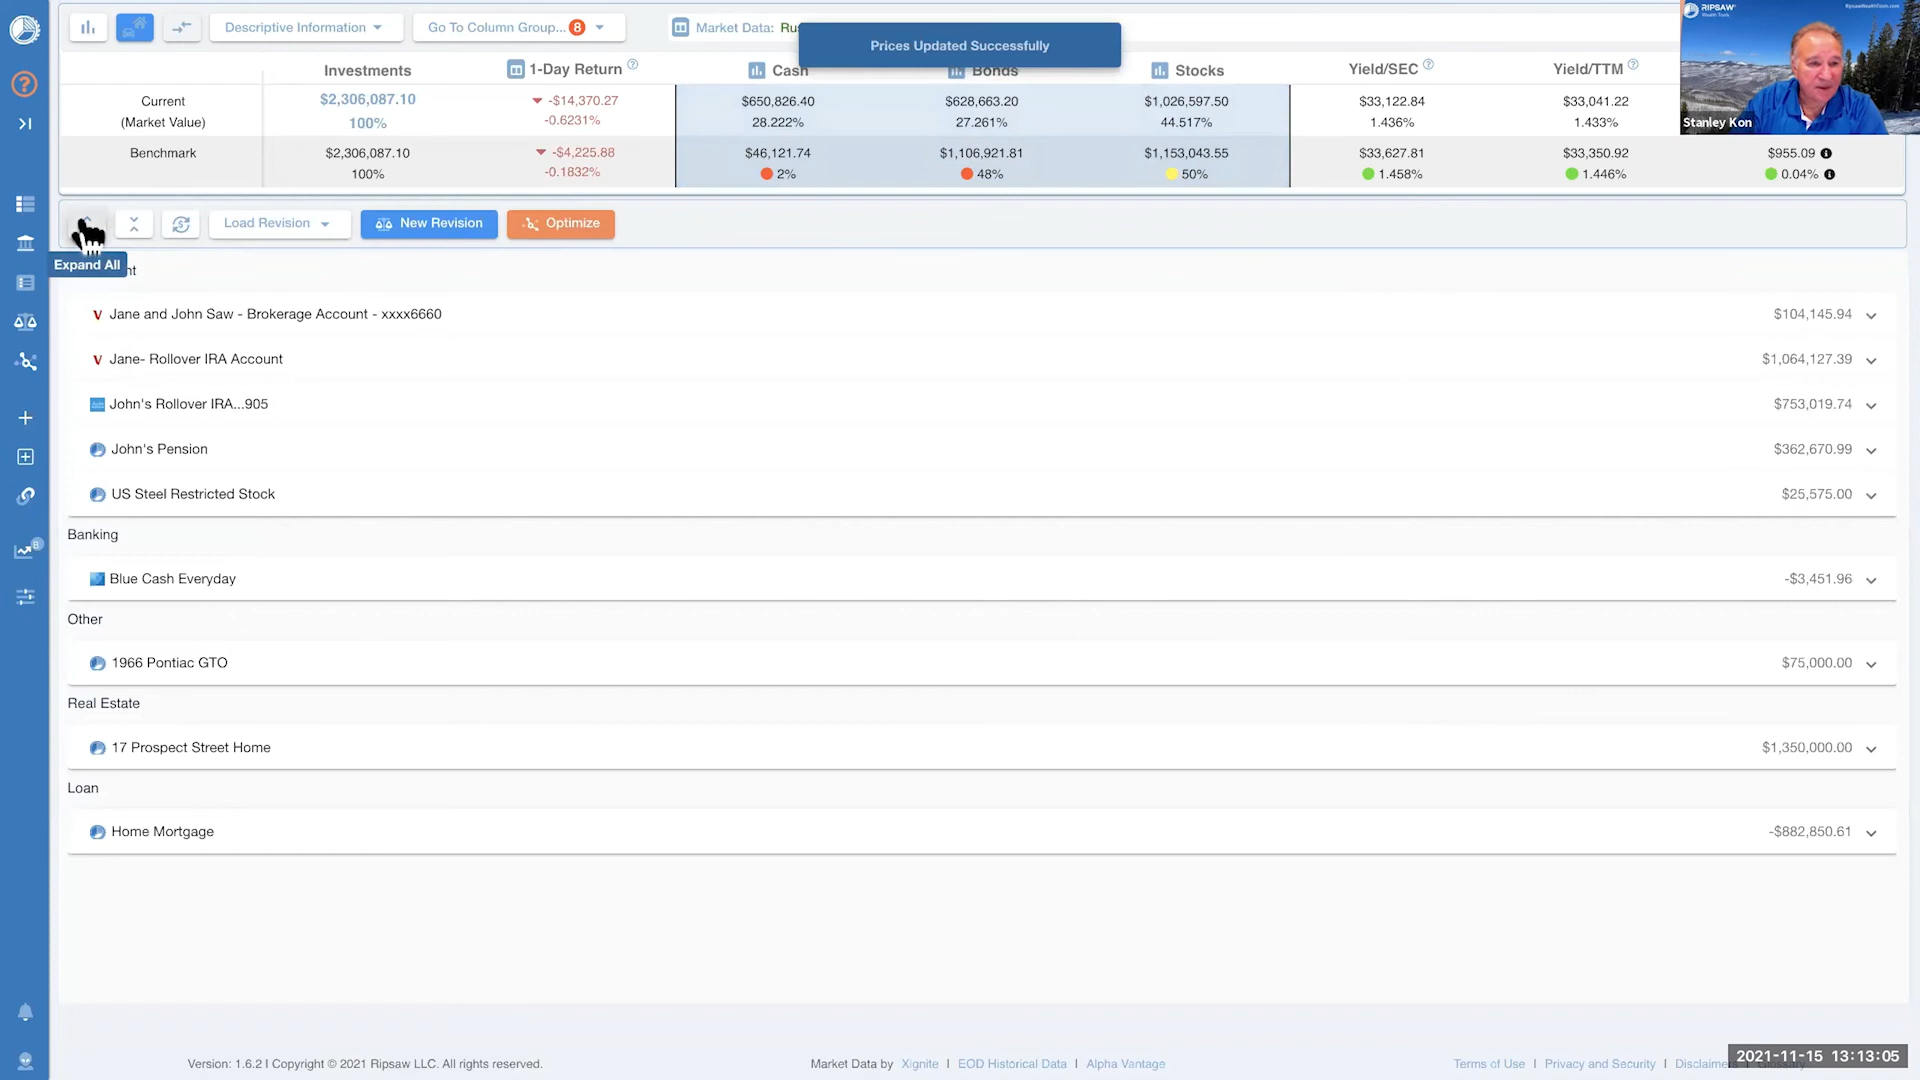 Descriptive Information
Go To Column Group... 8
Market Data: Rus
Prices Updated Successfully
RIPSAW
Wealth Tools
RipsawWealthTools.com
Stanley Kon
Investments
1-Day Return
Cash
Bonds
Stocks
Yield/SEC
Yield/TTM
Current
(Market Value)
$2,306,087.10
100%
-$14,370.27
-0.6231%
$650,826.40
28.222%
$628,663.20
27.261%
$1,026,597.50
44.517%
$33,122.84
1.436%
$33,041.22
1.433%
Benchmark
$2,306,087.10
100%
-$4,225.88
-0.1832%
$46,121.74
2%
$1,106,921.81
48%
$1,153,043.55
50%
$33,627.81
1.458%
$33,350.92
1.446%
$955.09
0.04%
Load Revision
New Revision
Optimize
Expand All
nt
Jane and John Saw - Brokerage Account - xxxx6660 $104,145.94
Jane- Rollover IRA Account $1,064,127.39
John's Rollover IRA...905 $753,019.74
John's Pension $362,670.99
US Steel Restricted Stock $25,575.00
Banking
Blue Cash Everyday -$3,451.96
Other
1966 Pontiac GTO $75,000.00
Real Estate
17 Prospect Street Home $1,350,000.00
Loan
Home Mortgage -$882,850.61
Version: 1.6.2 I Copyright © 2021 Ripsaw LLC. All rights reserved.
Market Data by Xignite I EOD Historical Data I Alpha Vantage
Terms of Use I Privacy and Security I Disclaimer
2021-11-15 13:13:05